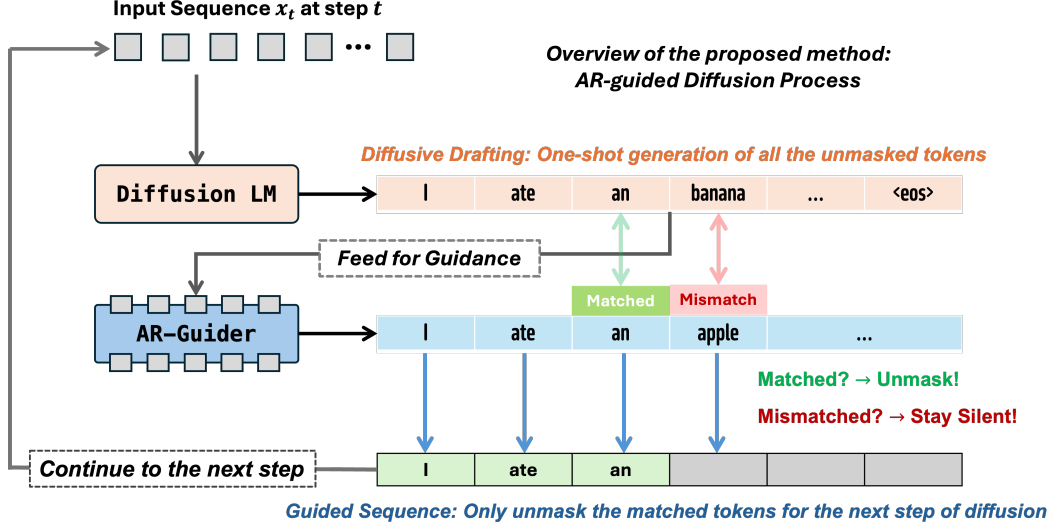 Input Sequence xₜ at step t
Overview of the proposed method:
AR-guided Diffusion Process
Diffusive Drafting: One-shot generation of all the unmasked tokens
Diffusion LM
I ate an banana ... <eos>
Feed for Guidance
Matched Mismatch
AR-Guider
I ate an apple ...
Matched? → Unmask!
Mismatched? → Stay Silent!
Continue to the next step
I ate an
Guided Sequence: Only unmask the matched tokens for the next step of diffusion